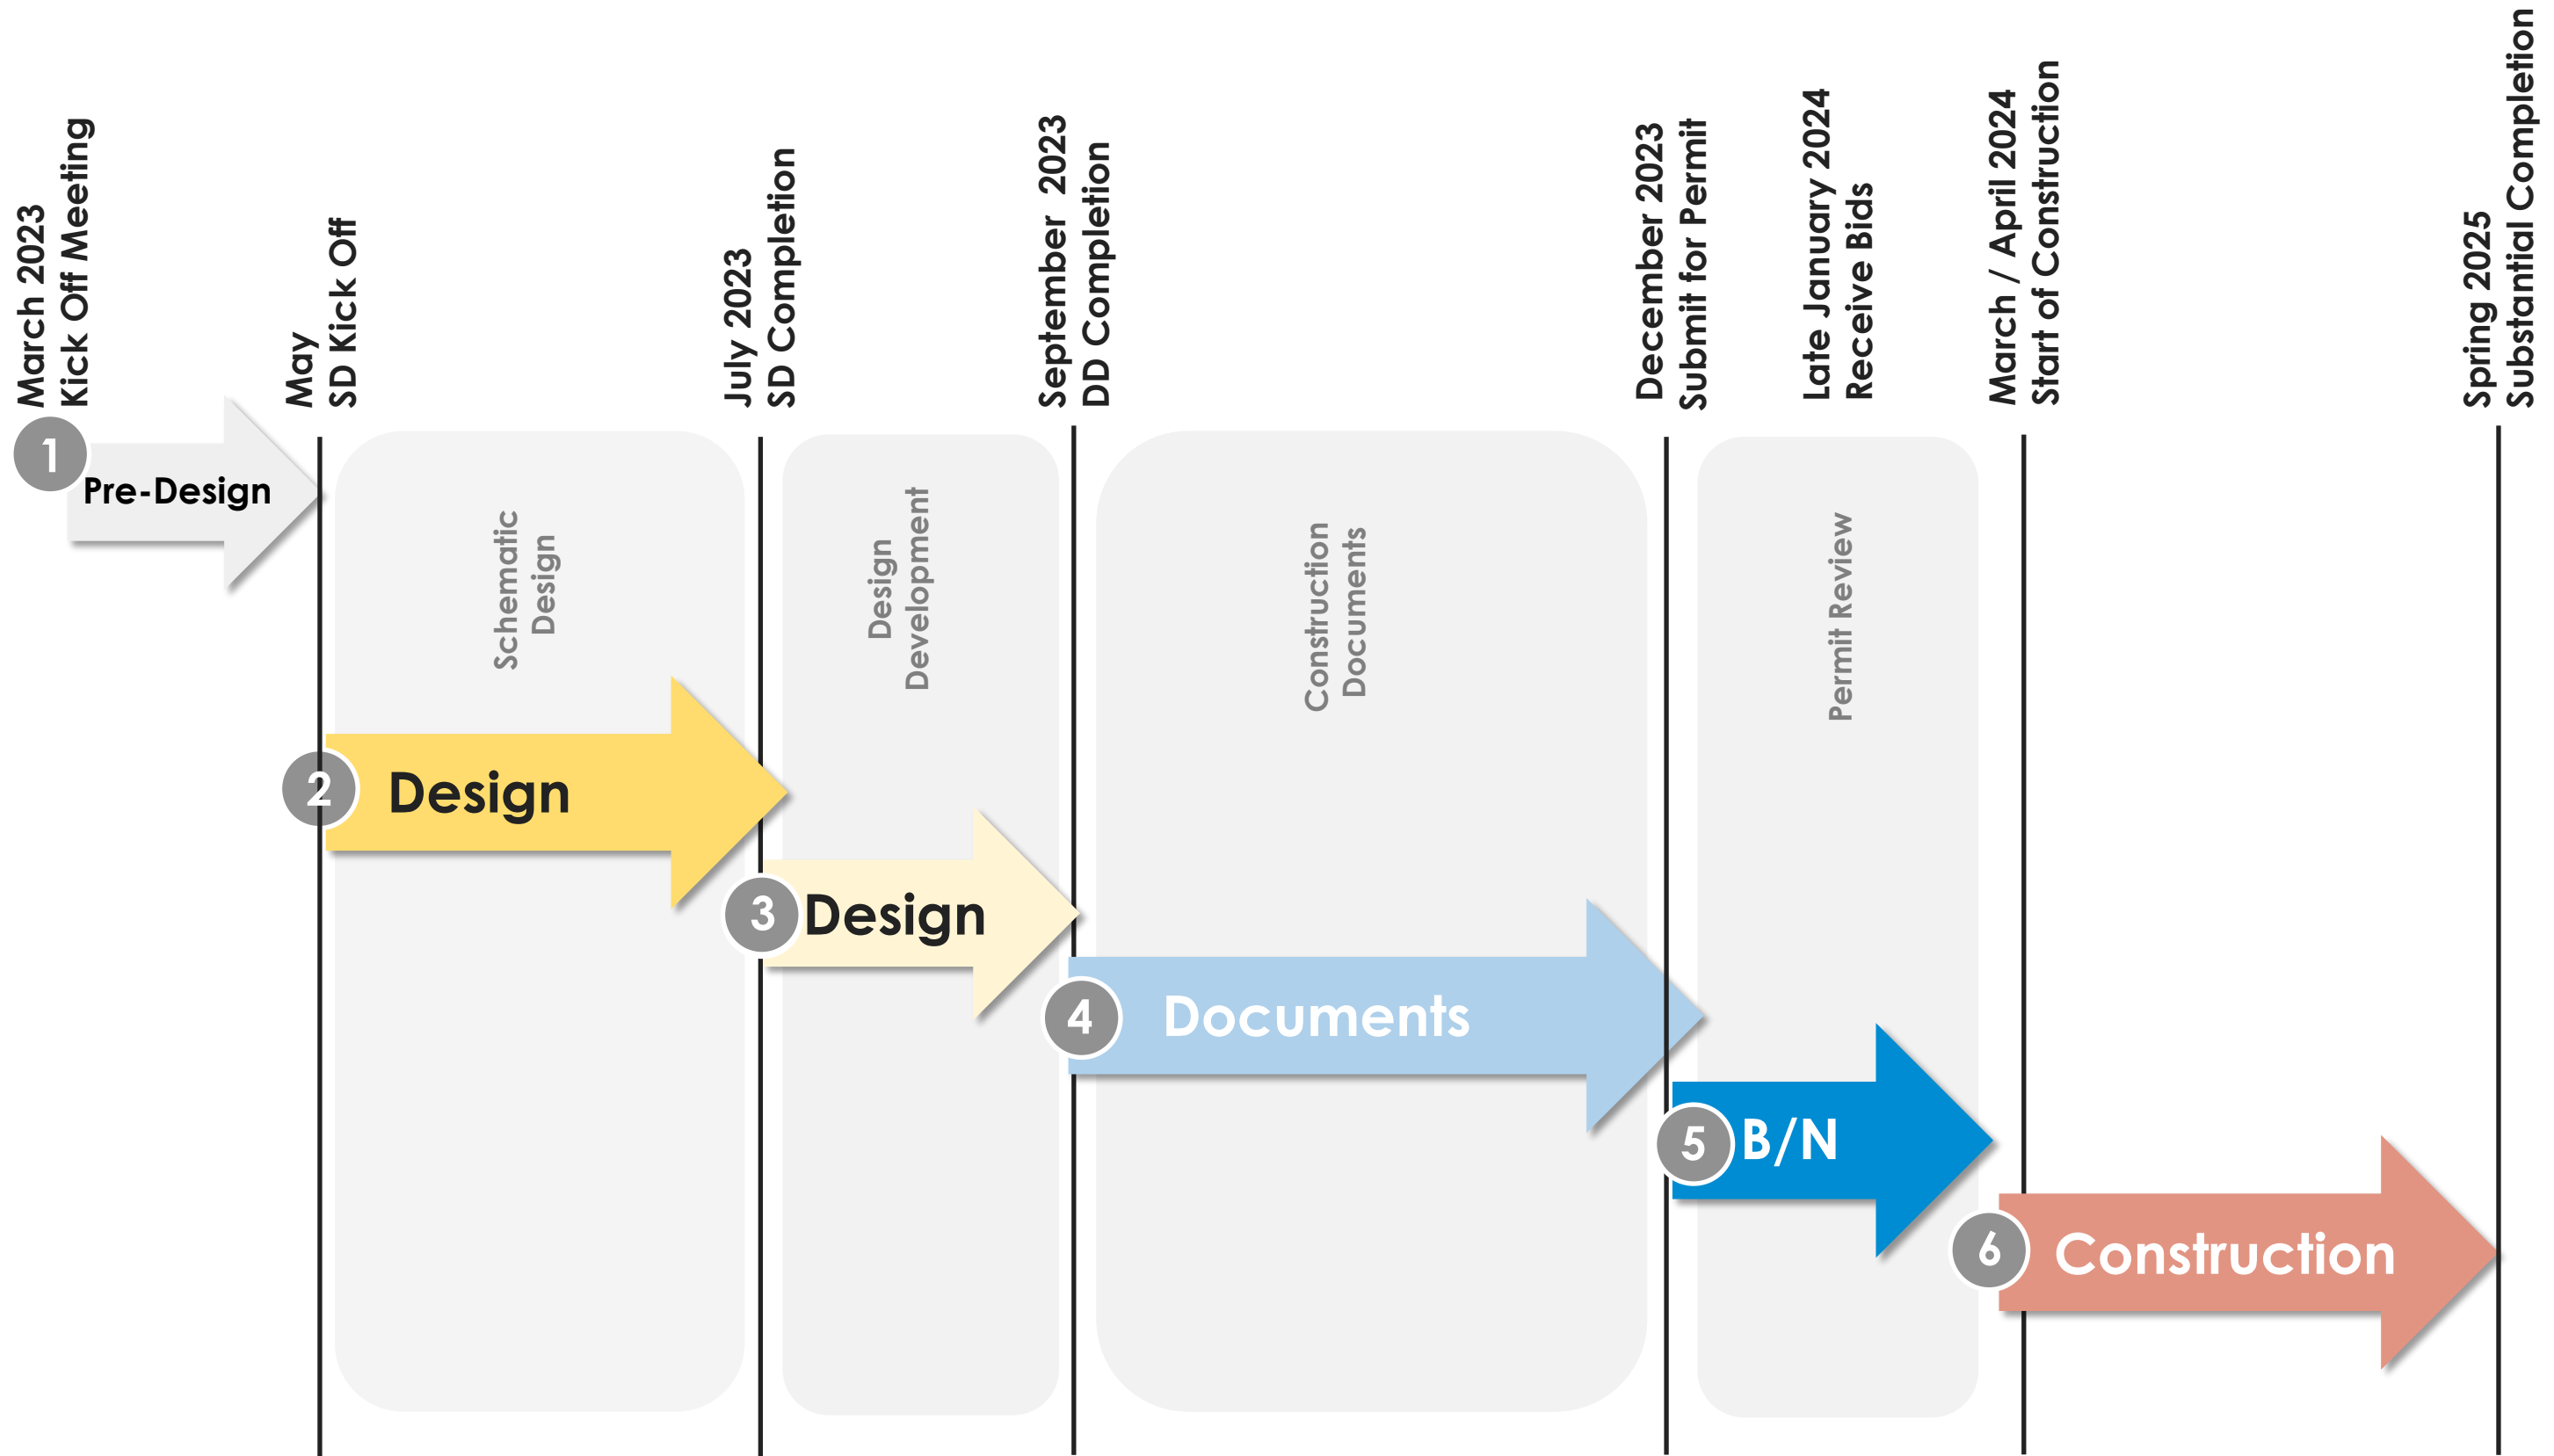 March 2023
Kick Off Meeting
May
SD Kick Off
July 2023
SD Completion
September  2023
DD Completion
December 2023
Submit for Permit
Late January 2024
Receive Bids
March / April 2024
Start of Construction
Spring 2025
Substantial Completion
1
Pre-Design
Schematic
Design
Design
Development
Construction
Documents
Permit Review
2
Design
3
Design
4
Documents
5
B/N
6
Construction